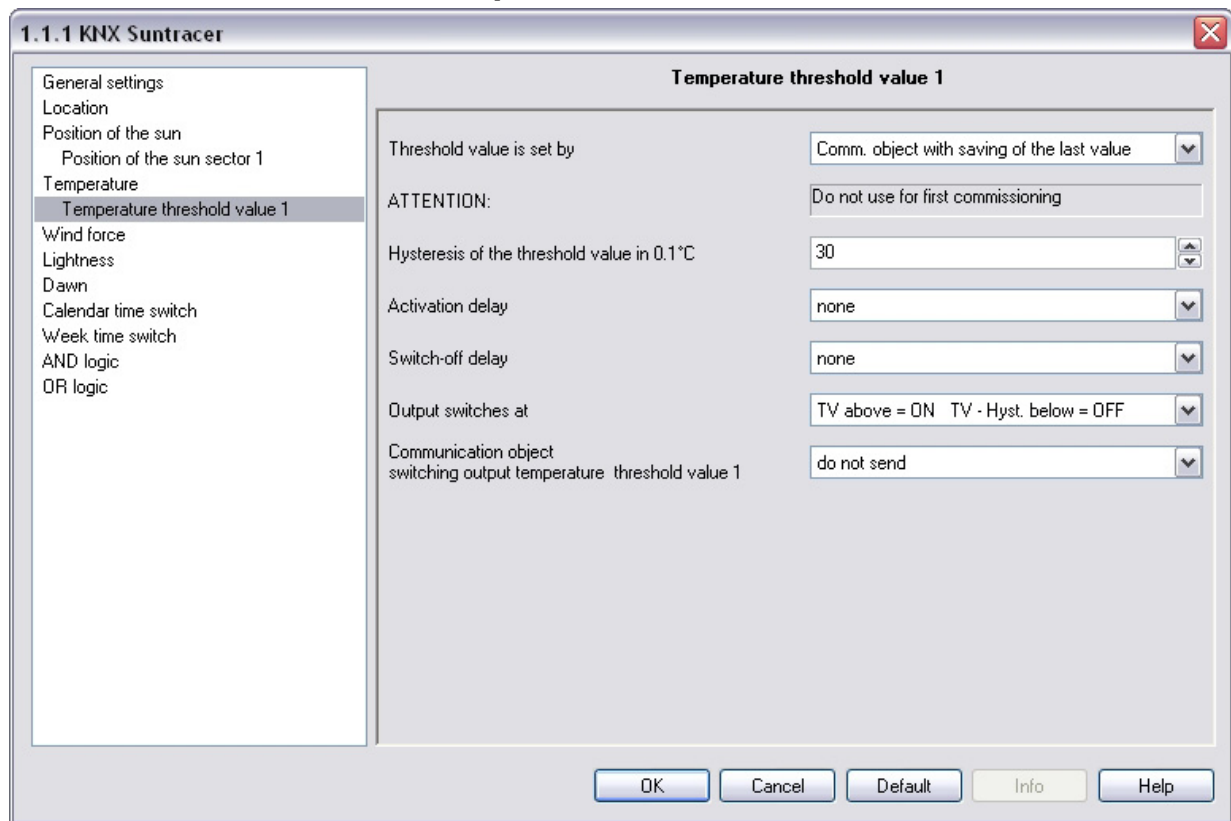 1.1.1 KNX Suntracer
General settings
Location
Position of the sun
Position of the sun sector 1
Temperature
Temperature threshold value 1
Wind force
Lightness
Dawn
Calendar time switch
Week time switch
AND logic
OR logic
Temperature threshold value 1
Threshold value is set by
Comm. object with saving of the last value
ATTENTION:
Do not use for first commissioning
Hysteresis of the threshold value in 0.1°C
30
Activation delay
none
Switch-off delay
none
Output switches at
TV above = ON TV - Hyst. below = OFF
Communication object
switching output temperature threshold value 1
do not send
OK
Cancel
Default
Info
Help